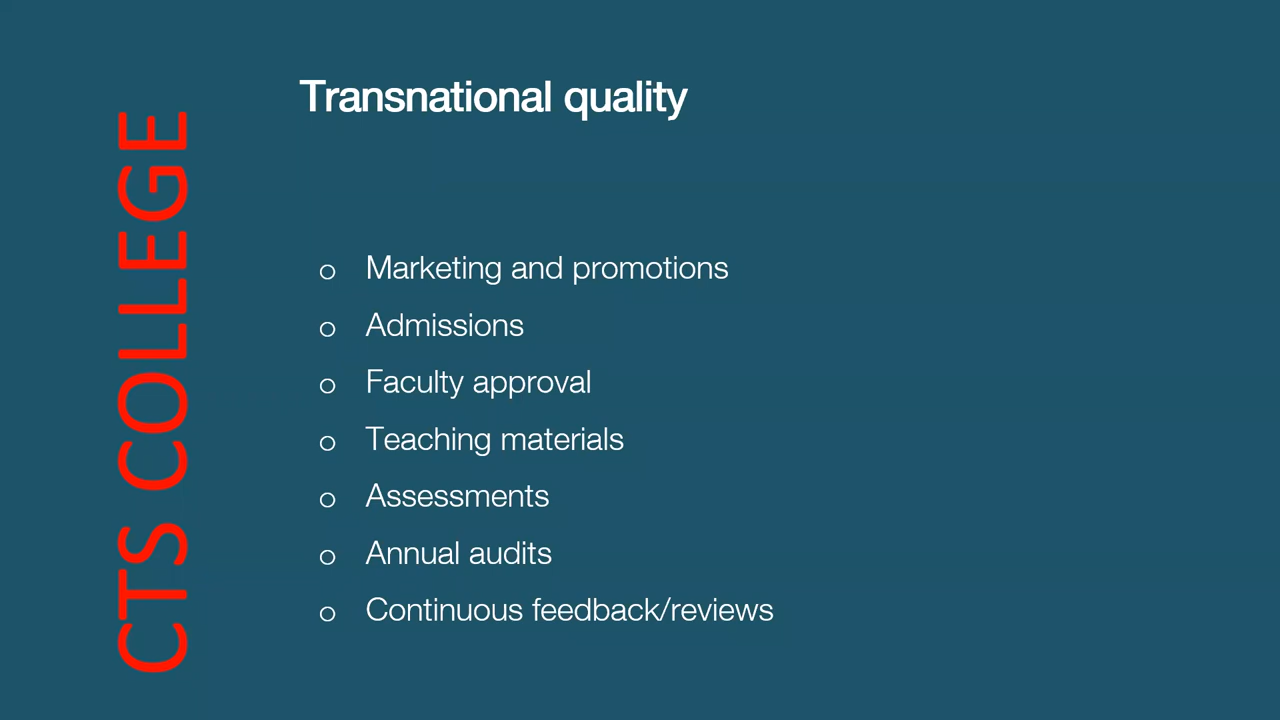 CTS COLLEGE
Transnational quality
o Marketing and promotions
o Admissions
o Faculty approval
o Teaching materials
o Assessments
o Annual audits
o Continuous feedback/reviews